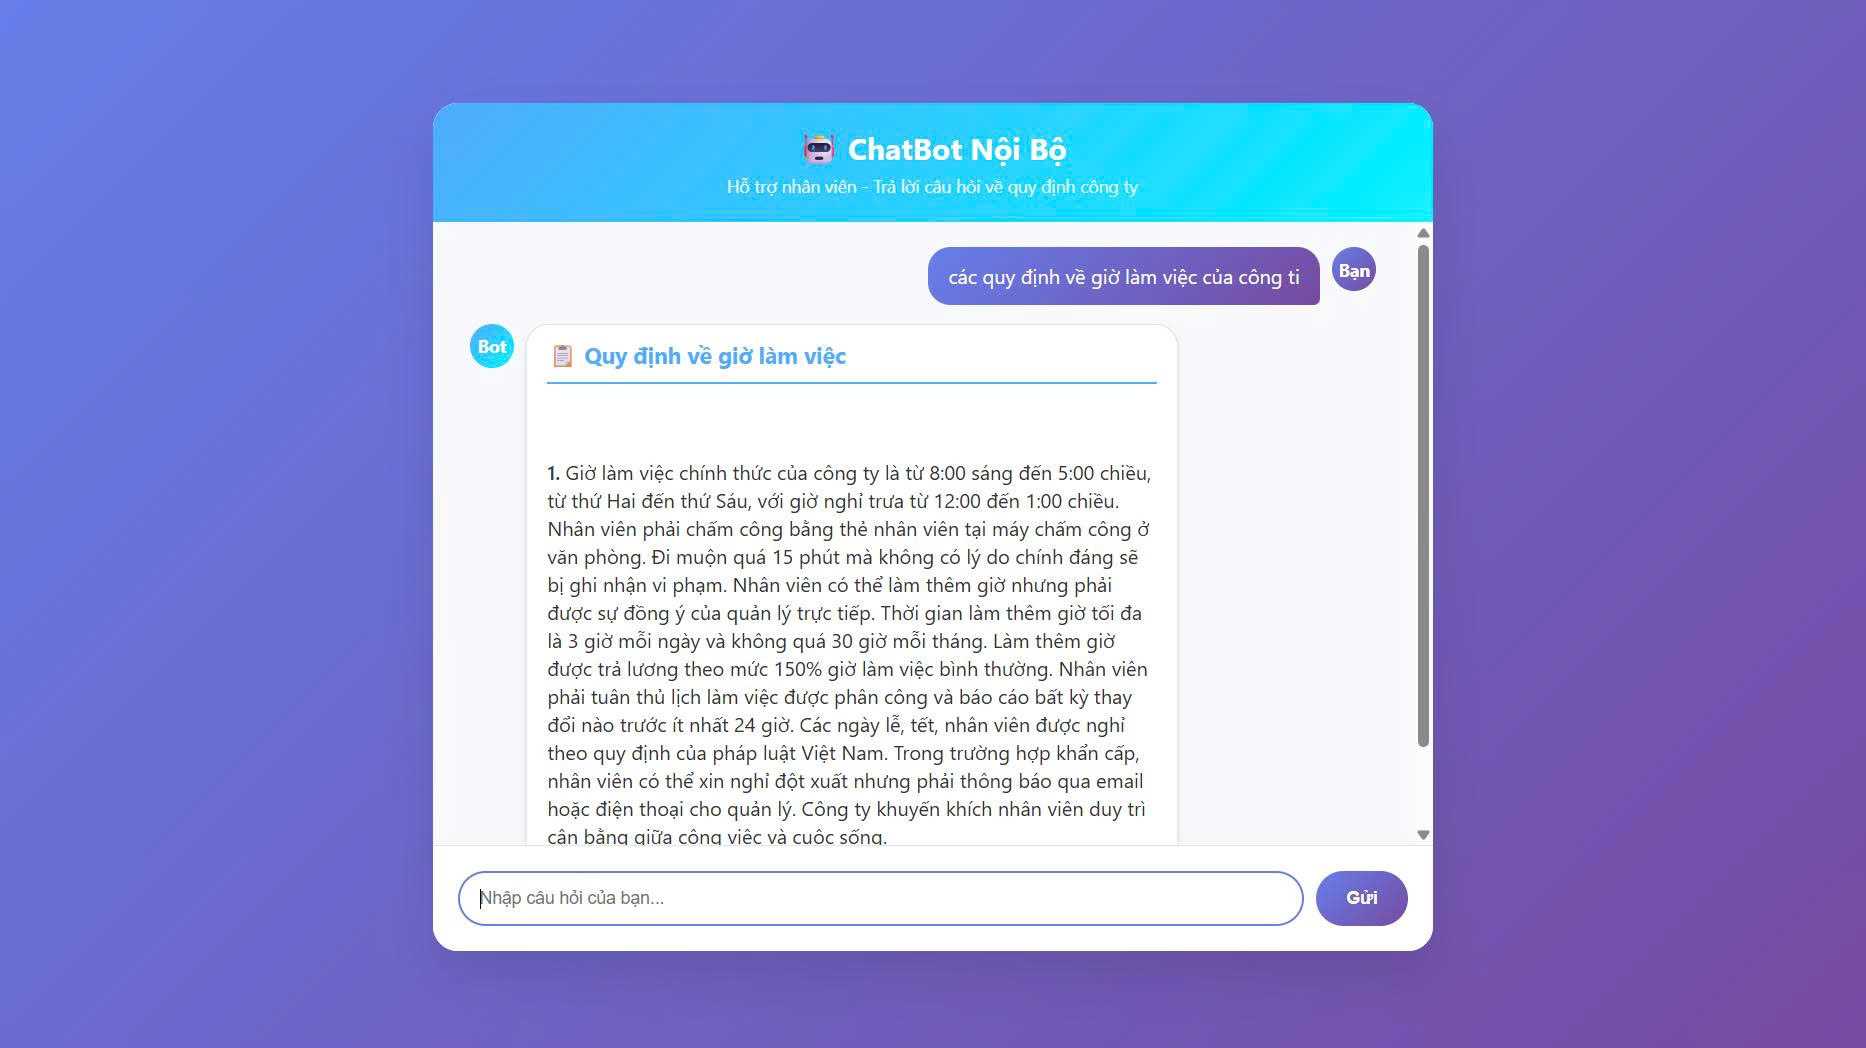 ChatBot Nội Bộ
Hỗ trợ nhân viên - Trả lời câu hỏi về quy định công ty
các quy định về giờ làm việc của công ti
Bạn
Bot
Quy định về giờ làm việc
1. Giờ làm việc chính thức của công ty là từ 8:00 sáng đến 5:00 chiều,
từ thứ Hai đến thứ Sáu, với giờ nghỉ trưa từ 12:00 đến 1:00 chiều.
Nhân viên phải chấm công bằng thẻ nhân viên tại máy chấm công ở
văn phòng. Đi muộn quá 15 phút mà không có lý do chính đáng sẽ
bị ghi nhận vi phạm. Nhân viên có thể làm thêm giờ nhưng phải
được sự đồng ý của quản lý trực tiếp. Thời gian làm thêm giờ tối đa
là 3 giờ mỗi ngày và không quá 30 giờ mỗi tháng. Làm thêm giờ
được trả lương theo mức 150% giờ làm việc bình thường. Nhân viên
phải tuân thủ lịch làm việc được phân công và báo cáo bất kỳ thay
đổi nào trước ít nhất 24 giờ. Các ngày lễ, tết, nhân viên được nghỉ
theo quy định của pháp luật Việt Nam. Trong trường hợp khẩn cấp,
nhân viên có thể xin nghỉ đột xuất nhưng phải thông báo qua email
hoặc điện thoại cho quản lý. Công ty khuyến khích nhân viên duy trì
cân bằng giữa công việc và cuộc sống.
Nhập câu hỏi của bạn...
Gửi